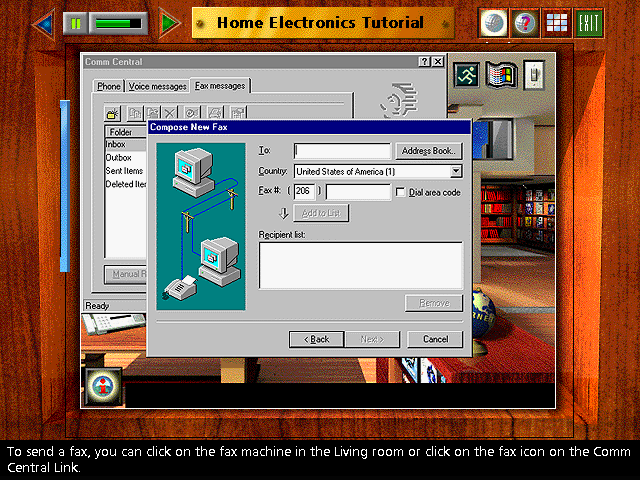 Home Electronics Tutorial
EXIT
Comm Central
Phone
Voice messages
Fax messages
Folder
Inbox
Outbox
Sent Items
Deleted Item
Manual R
Ready
Compose New Fax
To:
Address Book..
Country:
United States of America (1)
Fax #: ( 206 )
Dial area code
Add to List
Recipient list:
Remove
< Back
Next >
Cancel
To send a fax, you can click on the fax machine in the Living room or click on the fax icon on the Comm
Central Link.